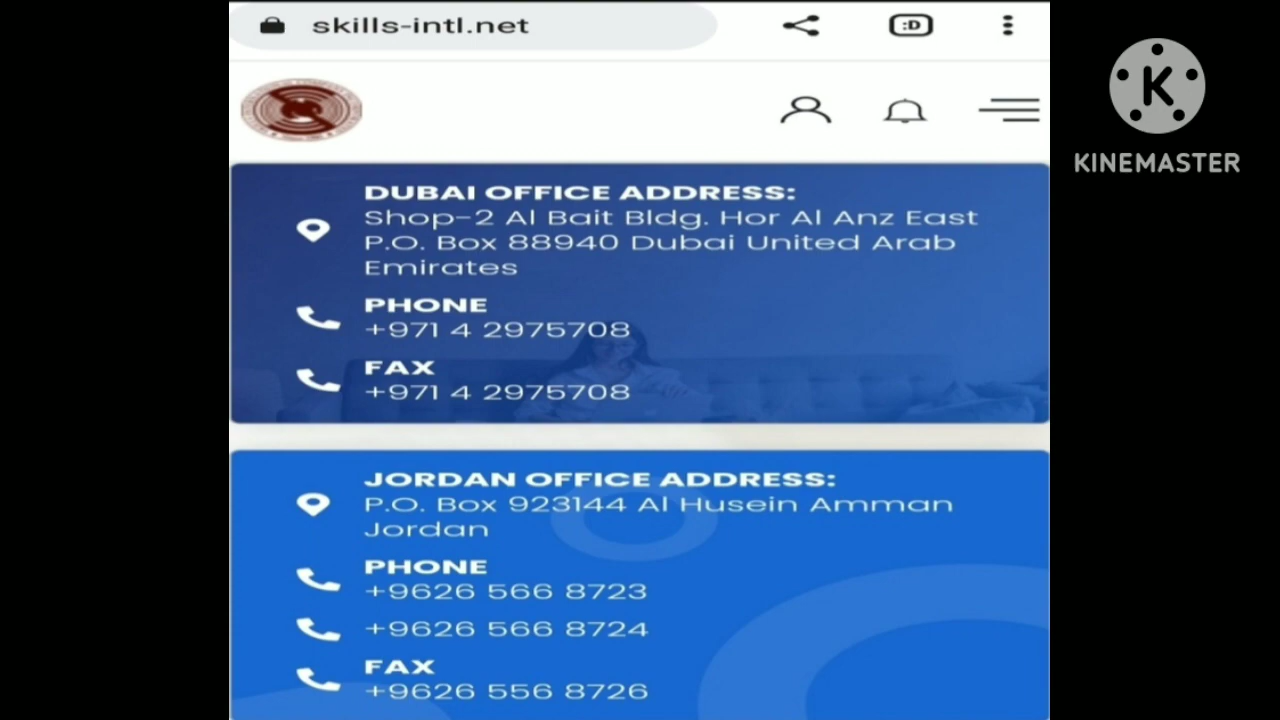 skills-intl.net
:D
K
KINEMASTER
DUBAI OFFICE ADDRESS:
Shop-2 Al Bait Bldg. Hor Al Anz East
P.O. Box 88940 Dubai United Arab
Emirates
PHONE
+971 4 2975708
FAX
+971 4 2975708
JORDAN OFFICE ADDRESS:
P.O. Box 923144 Al Husein Amman
Jordan
PHONE
+9626 566 8723
+9626 566 8724
FAX
+9626 556 8726